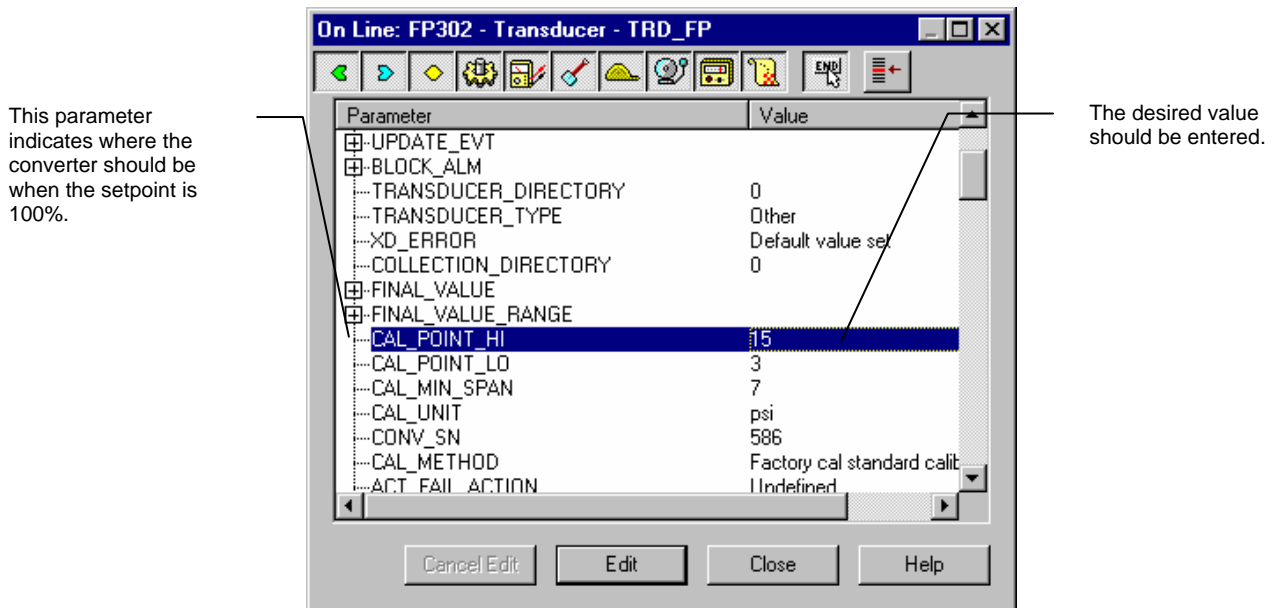 On Line: FP302 - Transducer - TRD_FP
END
This parameter
indicates where the
converter should be
when the setpoint is
100%.
The desired value
should be entered.
Parameter Value
UPDATE_EVT
BLOCK_ALM
TRANSDUCER_DIRECTORY 0
TRANSDUCER_TYPE Other
XD_ERROR Default value set
COLLECTION_DIRECTORY 0
FINAL_VALUE
FINAL_VALUE_RANGE
CAL_POINT_HI 15
CAL_POINT_LO 3
CAL_MIN_SPAN 7
CAL_UNIT psi
CONV_SN 586
CAL_METHOD Factory cal standard calib
ACT_FAIL_ACTION Undefined
Cancel Edit Edit Close Help